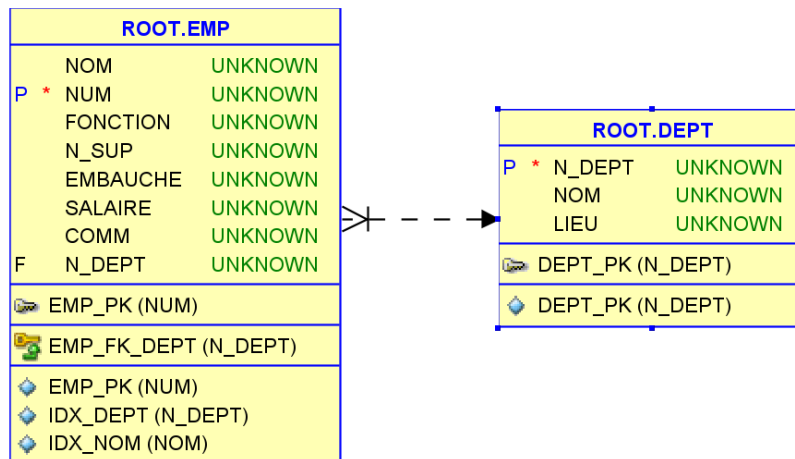 ROOT.EMP
NOM UNKNOWN
P * NUM UNKNOWN
FONCTION UNKNOWN
N_SUP UNKNOWN
EMBAUCHE UNKNOWN
SALAIRE UNKNOWN
COMM UNKNOWN
F N_DEPT UNKNOWN
EMP_PK (NUM)
EMP_FK_DEPT (N_DEPT)
EMP_PK (NUM)
IDX_DEPT (N_DEPT)
IDX_NOM (NOM)
ROOT.DEPT
P * N_DEPT UNKNOWN
NOM UNKNOWN
LIEU UNKNOWN
DEPT_PK (N_DEPT)
DEPT_PK (N_DEPT)